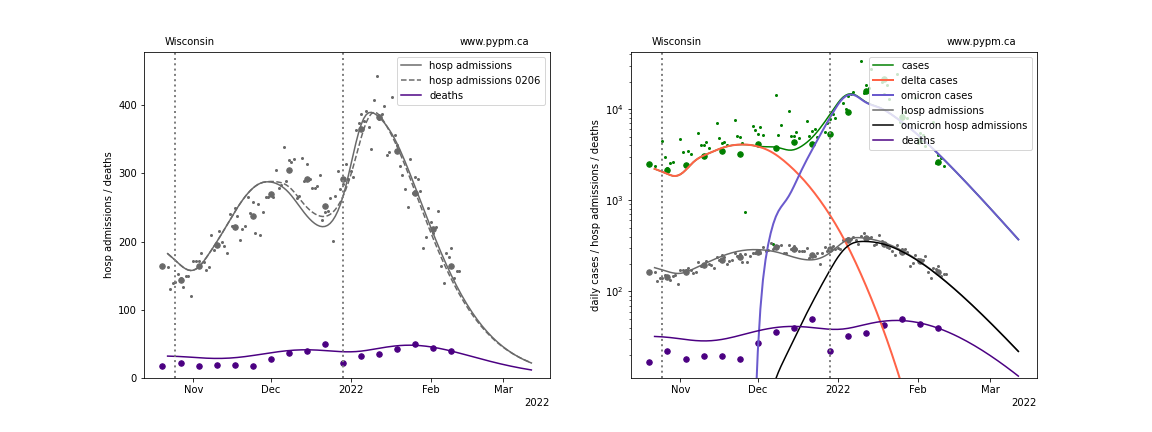 Wisconsin
www.pypm.ca
hosp admissions
hosp admissions 0206
deaths
hosp admissions / deaths
400
300
200
100
0
Nov
Dec
2022
Feb
Mar
2022
Wisconsin
www.pypm.ca
cases
delta cases
omicron cases
hosp admissions
omicron hosp admissions
deaths
daily cases / hosp admissions / deaths
10⁴
10³
10²
Nov
Dec
2022
Feb
Mar
2022